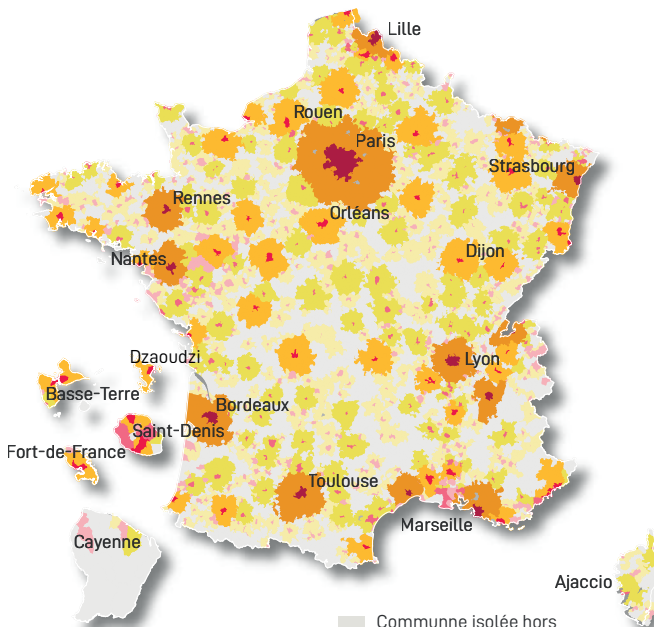 Lille
Rouen
Paris
Strasbourg
Rennes
Orléans
Dijon
Nantes
Dzaoudzi
Lyon
Basse-Terre
Bordeaux
Saint-Denis
Fort-de-France
Toulouse
Marseille
Cayenne
Ajaccio
Communne isolée hors